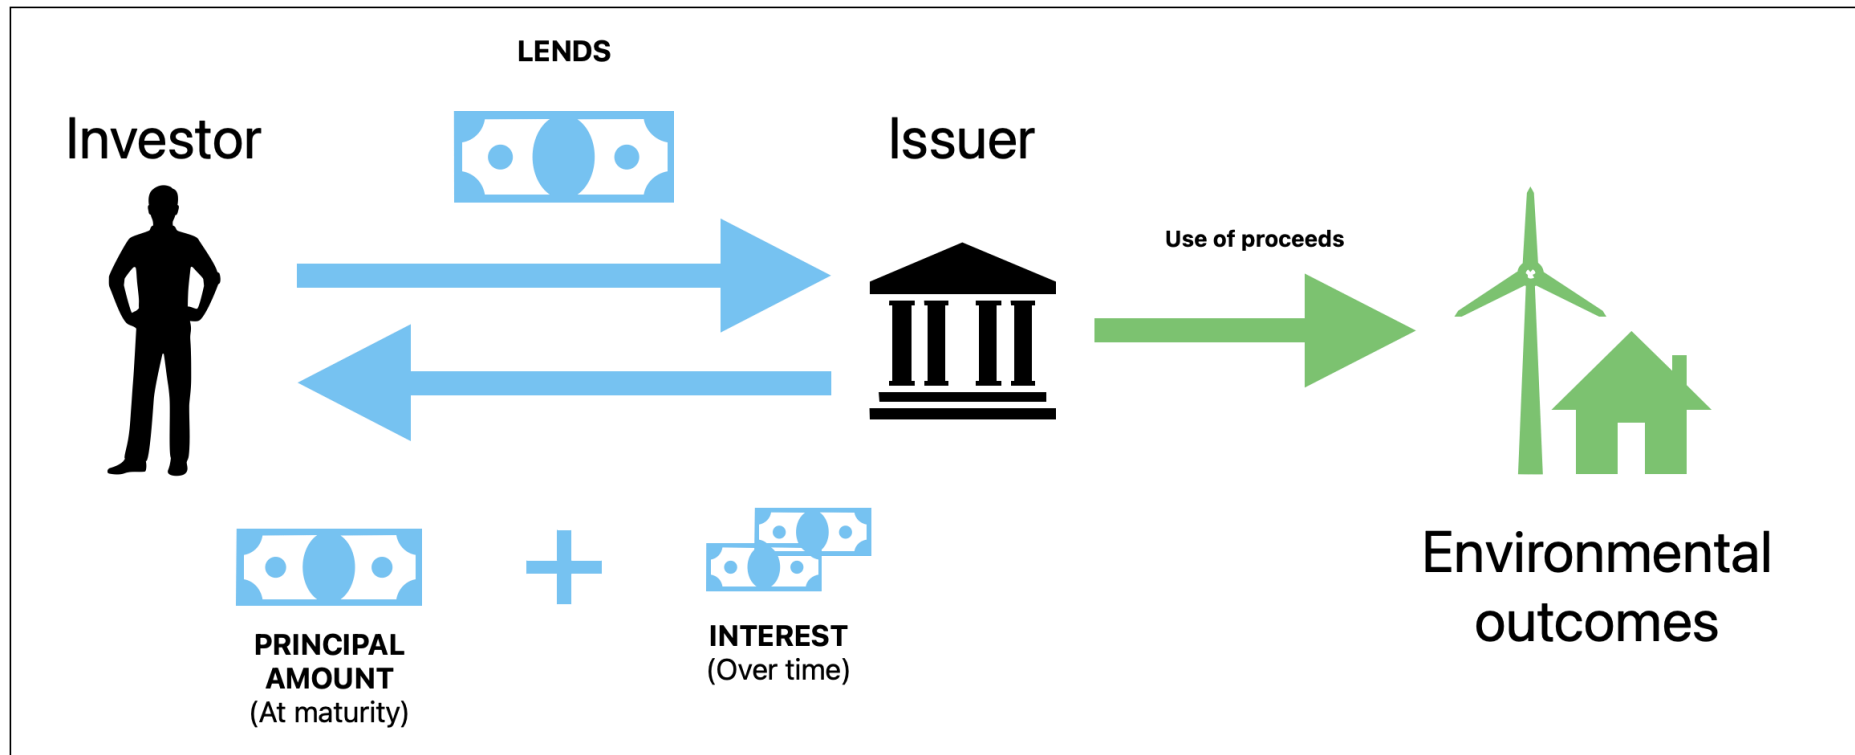 LENDS
Investor
Issuer
Use of proceeds
Environmental
outcomes
PRINCIPAL
AMOUNT
(At maturity)
INTEREST
(Over time)